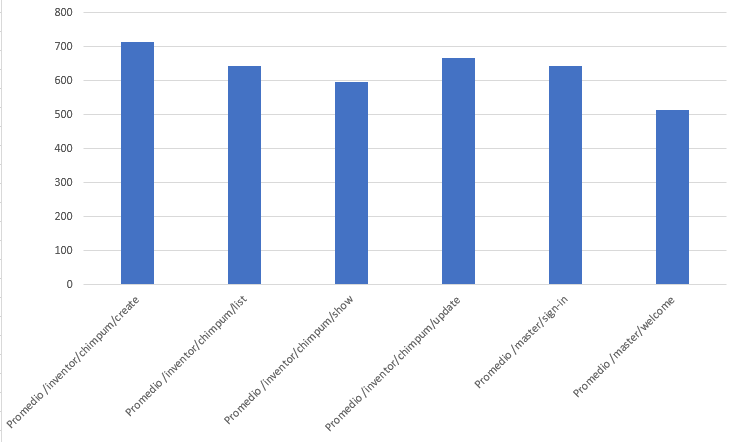 800
700
600
500
400
300
200
100
0
Promedio /inventor/chimpum/create
Promedio /inventor/chimpum/list
Promedio /inventor/chimpum/show
Promedio /inventor/chimpum/update
Promedio /master/sign-in
Promedio /master/welcome